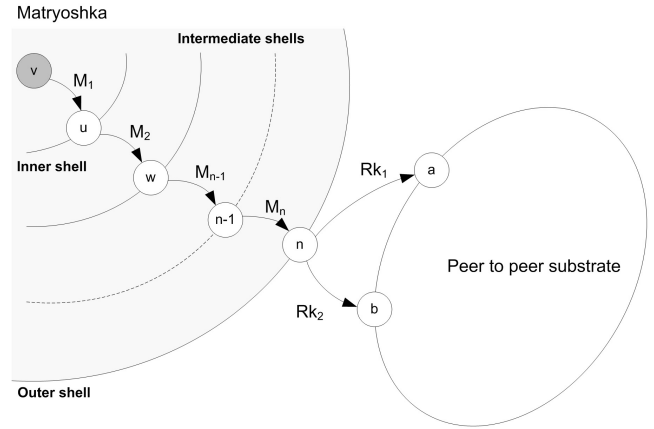 Matryoshka
Intermediate shells
v
M1
u
M2
Inner shell
w
Mn-1
n-1
Mn
n
Rk1
a
Peer to peer substrate
Rk2
b
Outer shell